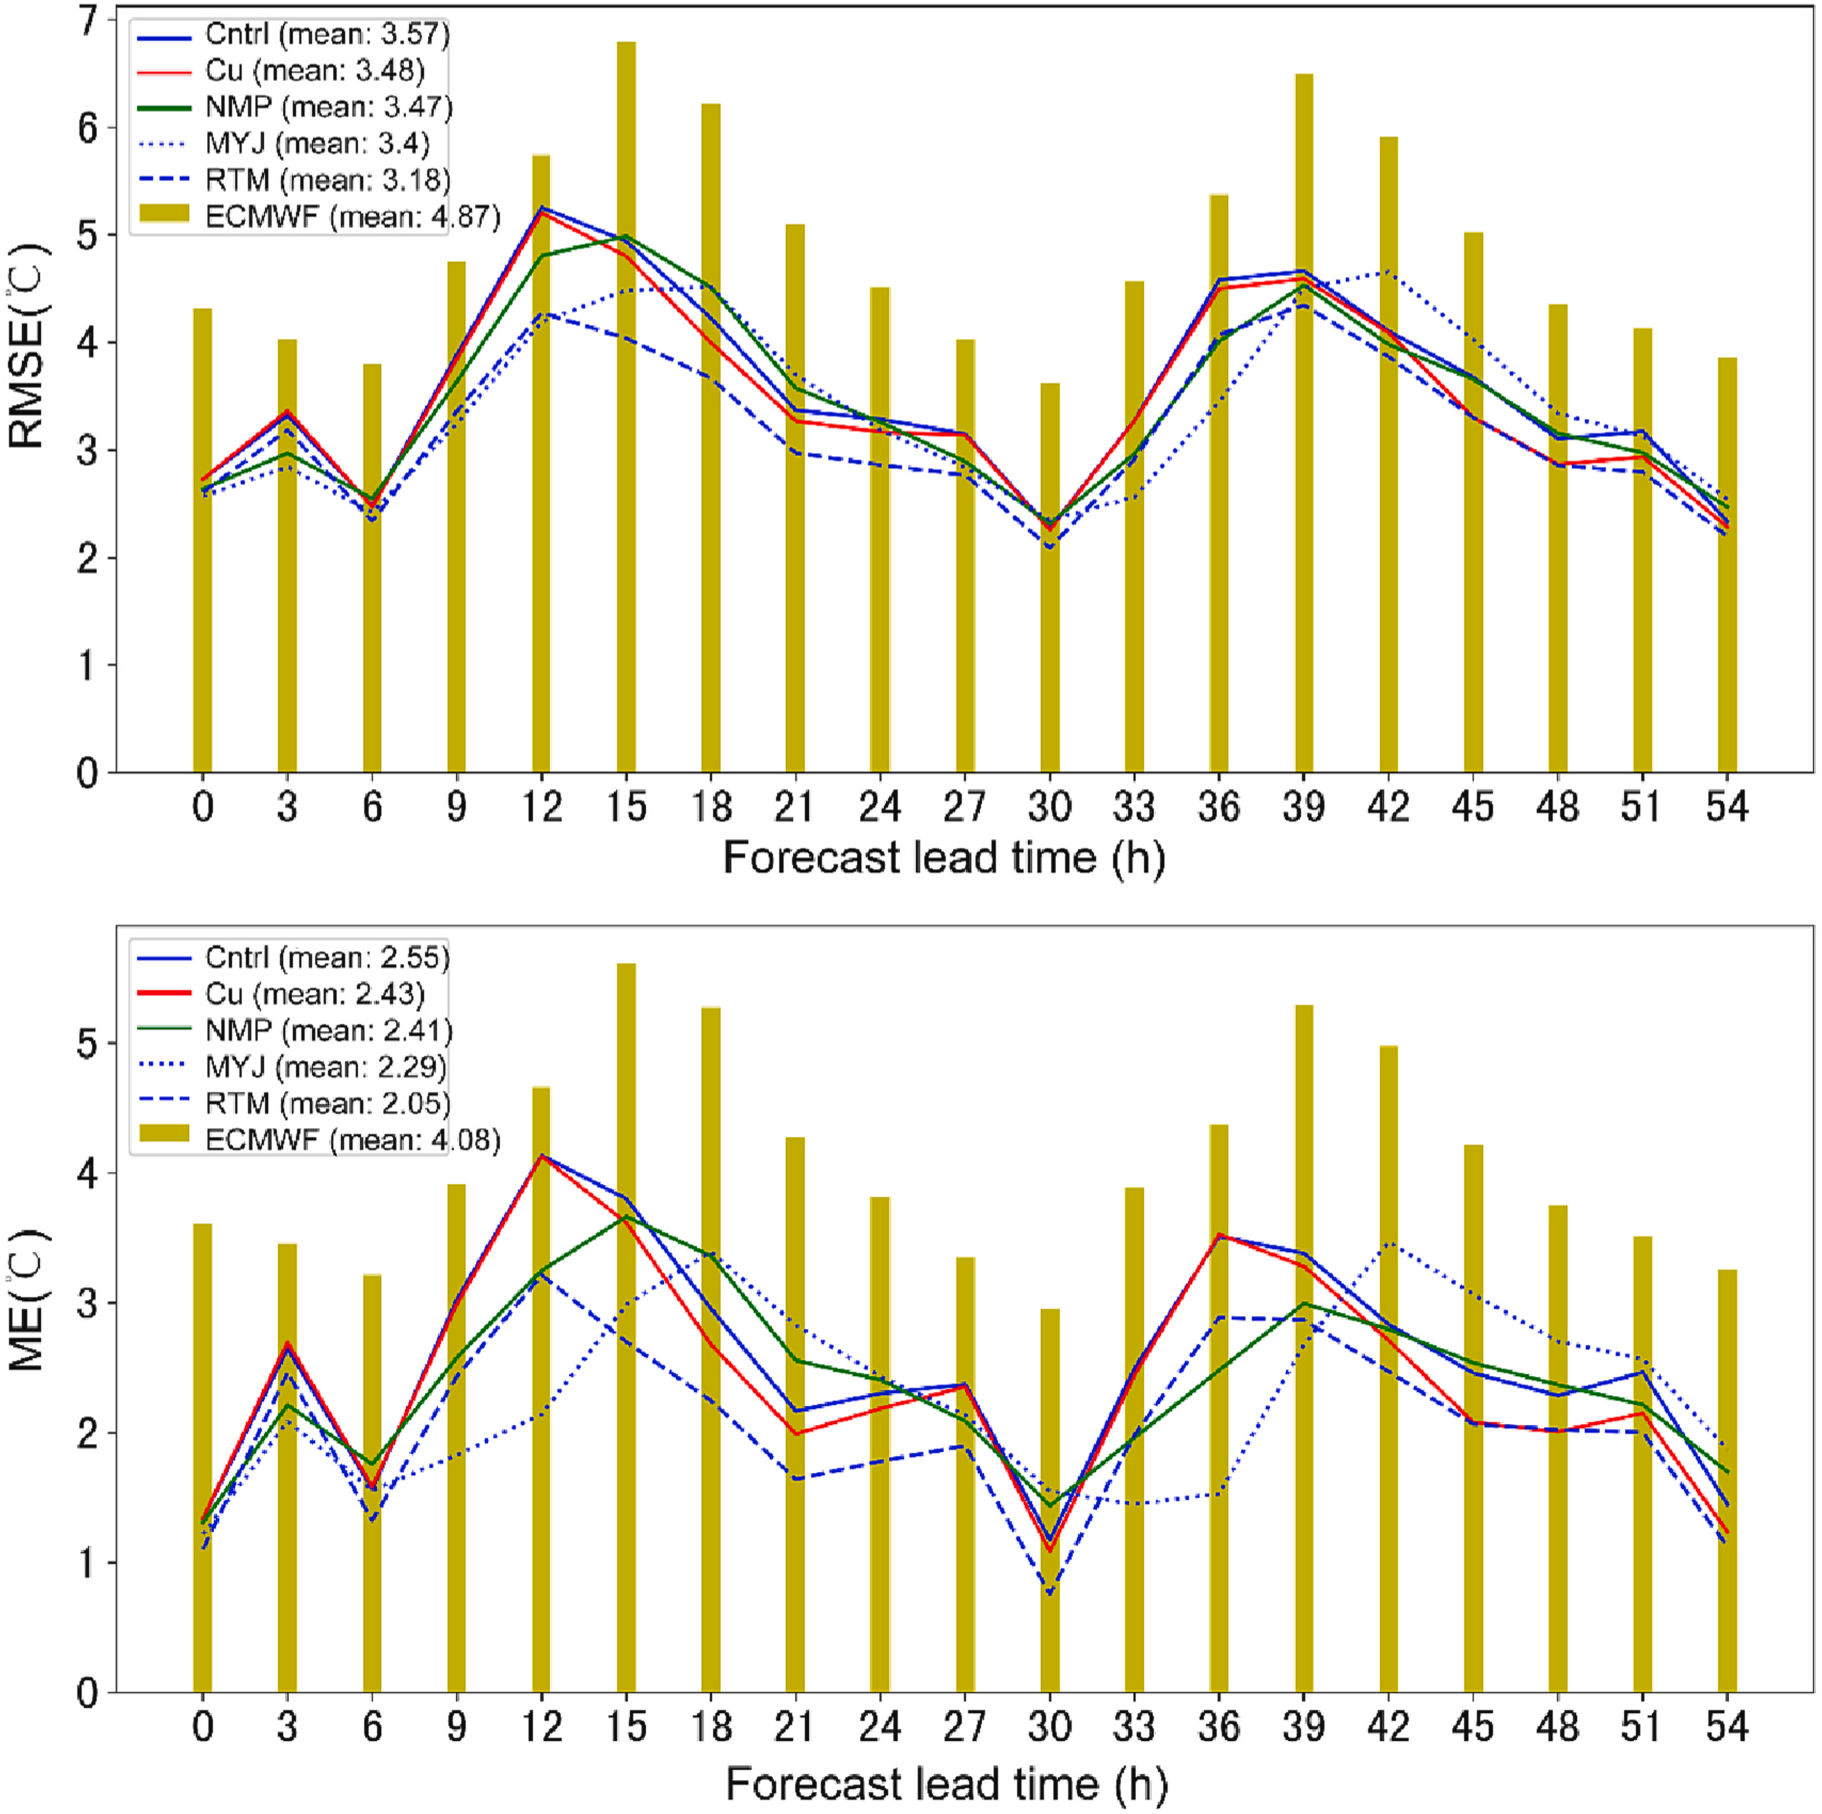 7
6
5
4
3
2
1
0
RMSE(℃)
Cntrl (mean: 3.57)
Cu (mean: 3.48)
NMP (mean: 3.47)
MYJ (mean: 3.4)
RTM (mean: 3.18)
ECMWF (mean: 4.87)
0 3 6 9 12 15 18 21 24 27 30 33 36 39 42 45 48 51 54
Forecast lead time (h)
5
4
3
2
1
0
ME(℃)
Cntrl (mean: 2.55)
Cu (mean: 2.43)
NMP (mean: 2.41)
MYJ (mean: 2.29)
RTM (mean: 2.05)
ECMWF (mean: 4.08)
0 3 6 9 12 15 18 21 24 27 30 33 36 39 42 45 48 51 54
Forecast lead time (h)